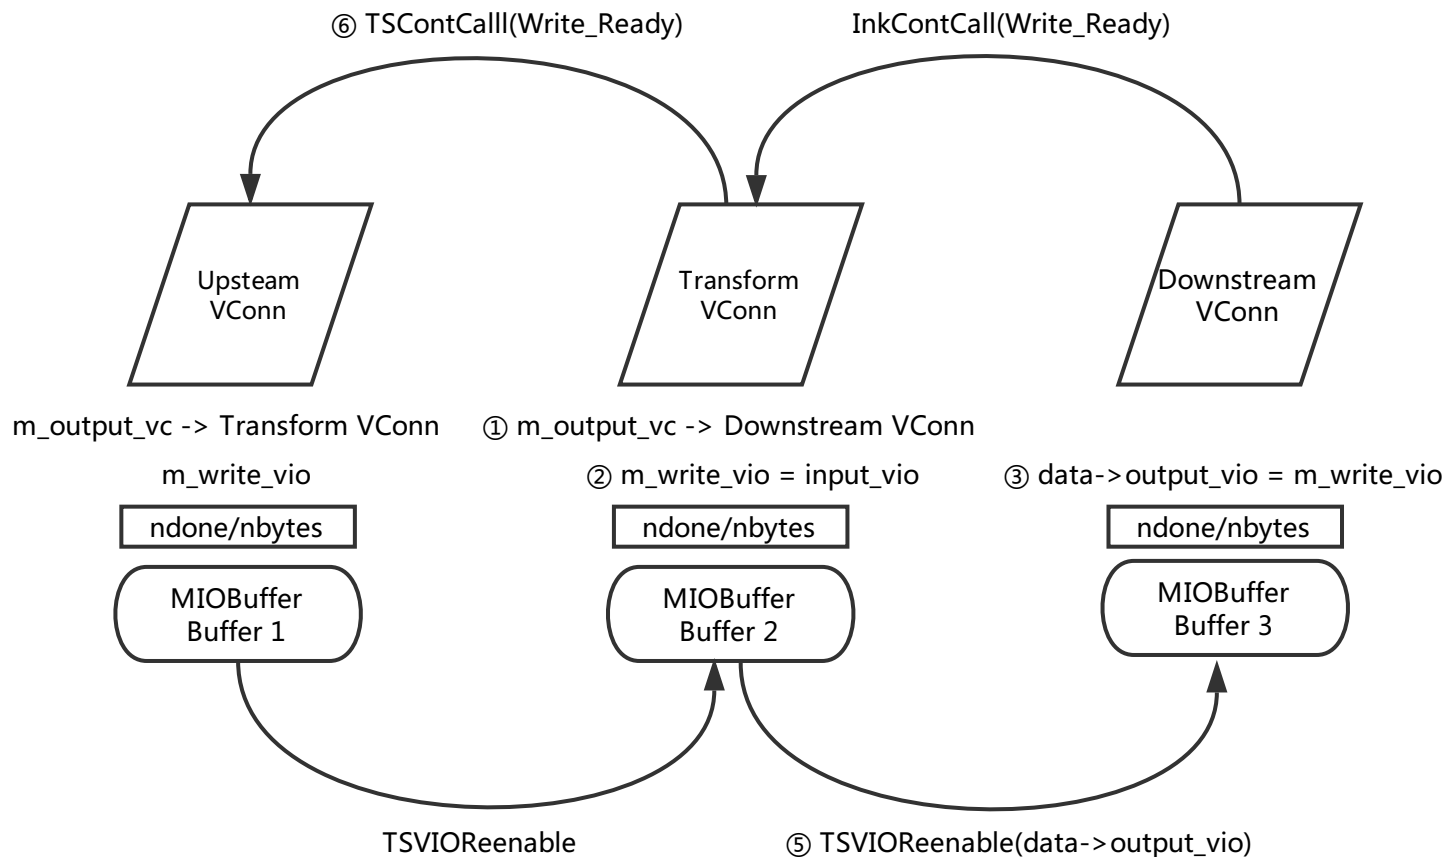 ⑥ TSContCalll(Write_Ready)
InkContCall(Write_Ready)
Upsteam
VConn
Transform
VConn
Downstream
VConn
m_output_vc -> Transform VConn
① m_output_vc -> Downstream VConn
m_write_vio
② m_write_vio = input_vio
③ data->output_vio = m_write_vio
ndone/nbytes
ndone/nbytes
ndone/nbytes
MIOBuffer
Buffer 1
MIOBuffer
Buffer 2
MIOBuffer
Buffer 3
TSVIOReenable
⑤ TSVIOReenable(data->output_vio)